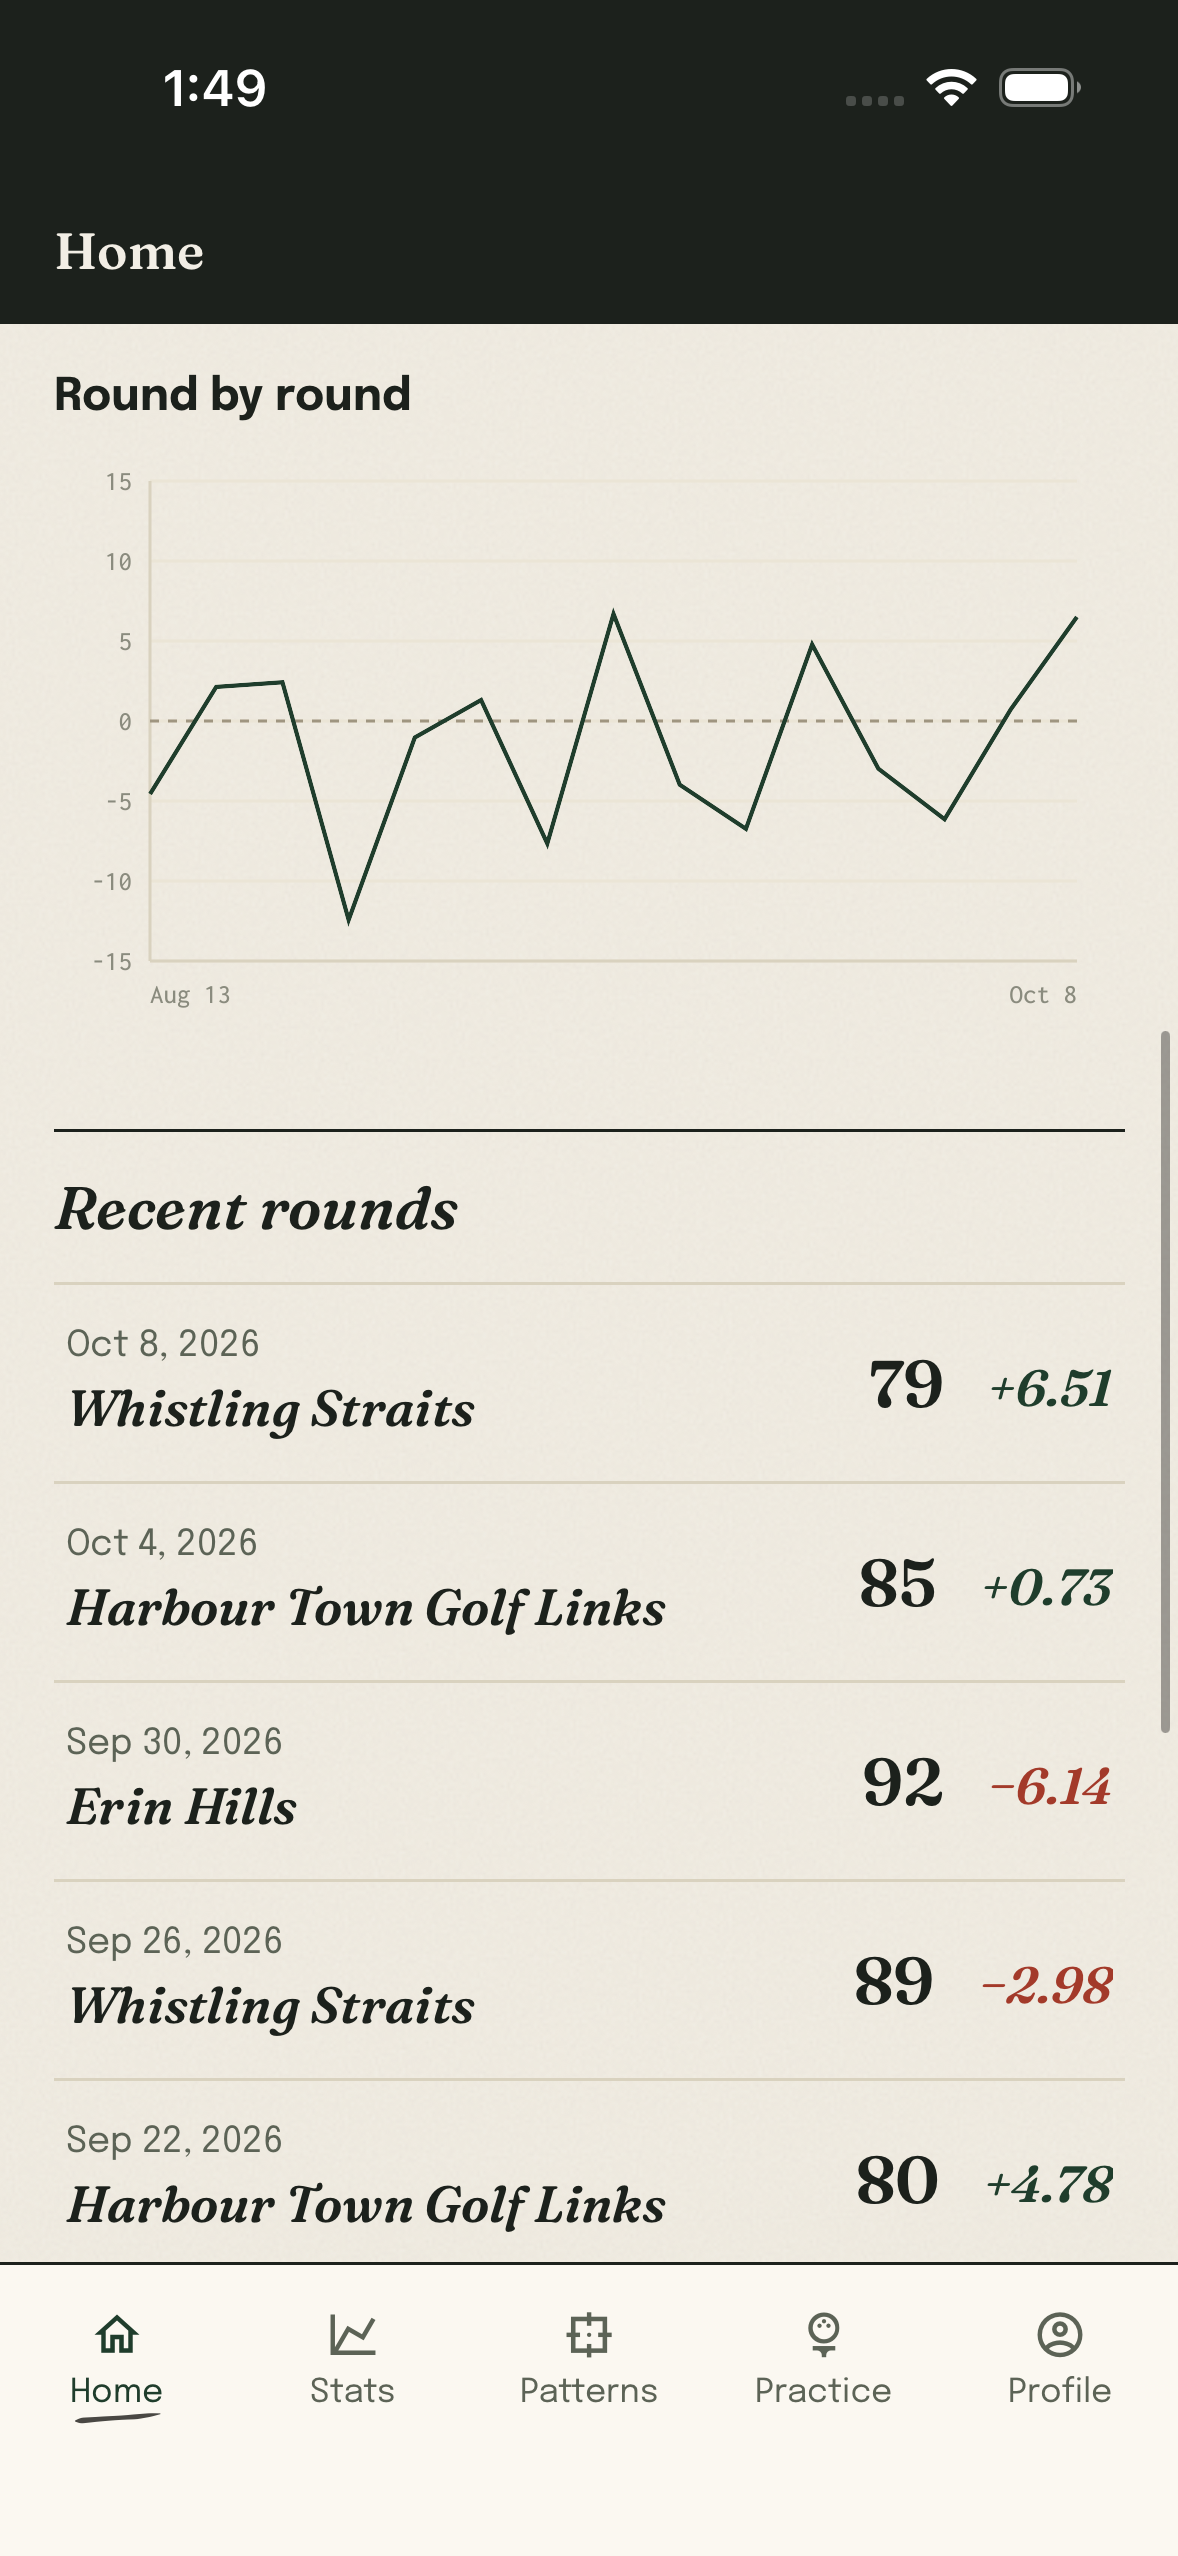 1:49
Home
Round by round
15
10
5
0
-5
-10
-15
Aug 13 Oct 8
Recent rounds
Oct 8, 2026
Whistling Straits 79 +6.51
Oct 4, 2026
Harbour Town Golf Links 85 +0.73
Sep 30, 2026
Erin Hills 92 −6.14
Sep 26, 2026
Whistling Straits 89 −2.98
Sep 22, 2026
Harbour Town Golf Links 80 +4.78
Home Stats Patterns Practice Profile